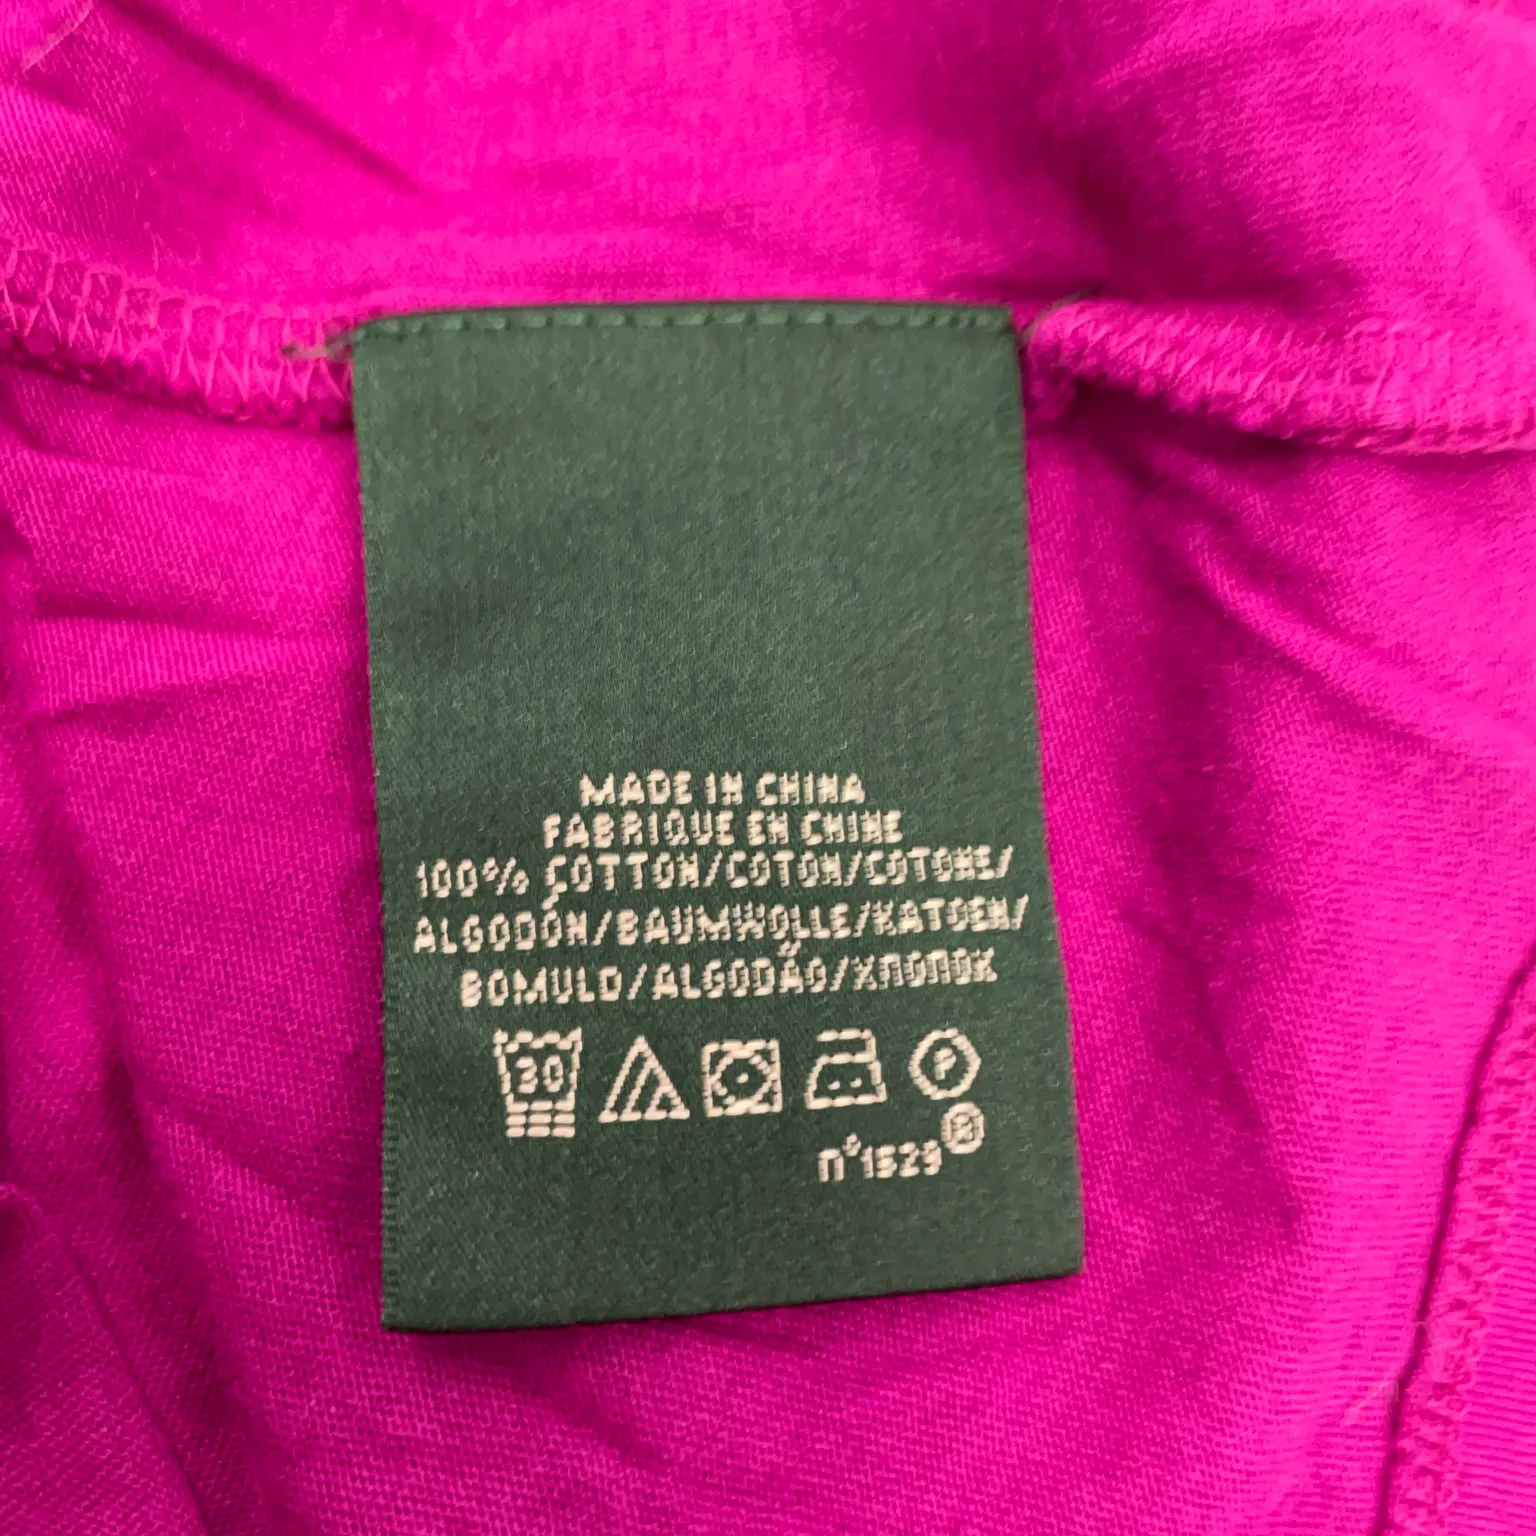 MADE IN CHINA
FABRIQUE EN CHINE
100% COTTON/COTON/COTONE/
ALGODÓN/BAUMWOLLE/KATOEN/
BOMULD/ALGODÃO/ХЛОПОК
30 P
n°1529®